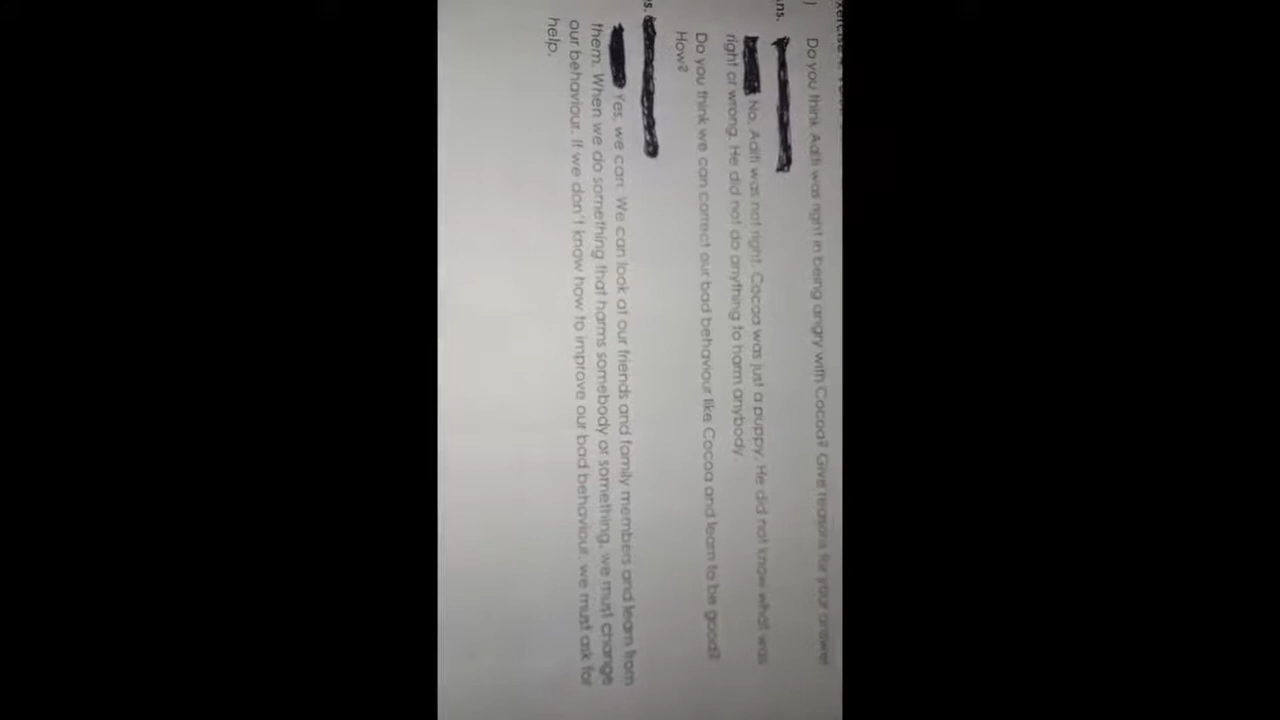 Do you think Aditi was right in being angry with Cocoa? Give reasons for your answer
ns.
No, Aditi was not right. Cocoa was just a puppy. He did not know what was
right or wrong. He did not do anything to harm anybody.
Do you think we can correct our bad behaviour like Cocoa and learn to be good?
How?
s.
Yes, we can. We can look at our friends and family members and learn from
them. When we do something that harms somebody or something, we must change
our behaviour. If we don't know how to improve our bad behaviour, we must ask for
help.